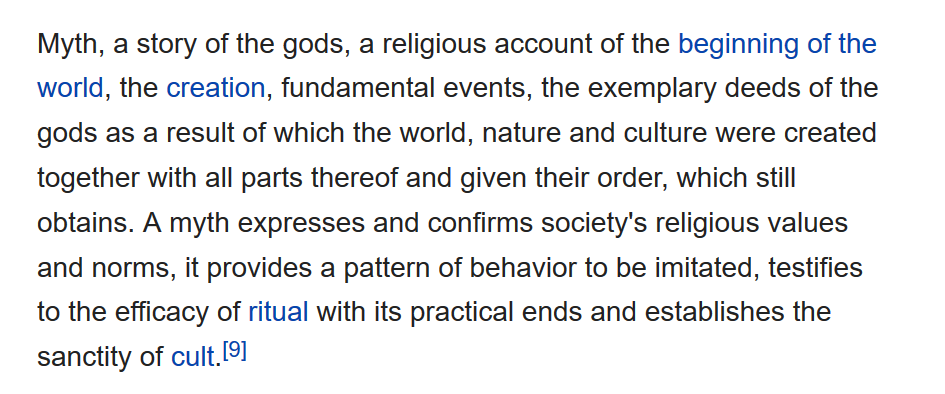 Myth, a story of the gods, a religious account of the beginning of the
world, the creation, fundamental events, the exemplary deeds of the
gods as a result of which the world, nature and culture were created
together with all parts thereof and given their order, which still
obtains. A myth expresses and confirms society's religious values
and norms, it provides a pattern of behavior to be imitated, testifies
to the efficacy of ritual with its practical ends and establishes the
sanctity of cult.[9]